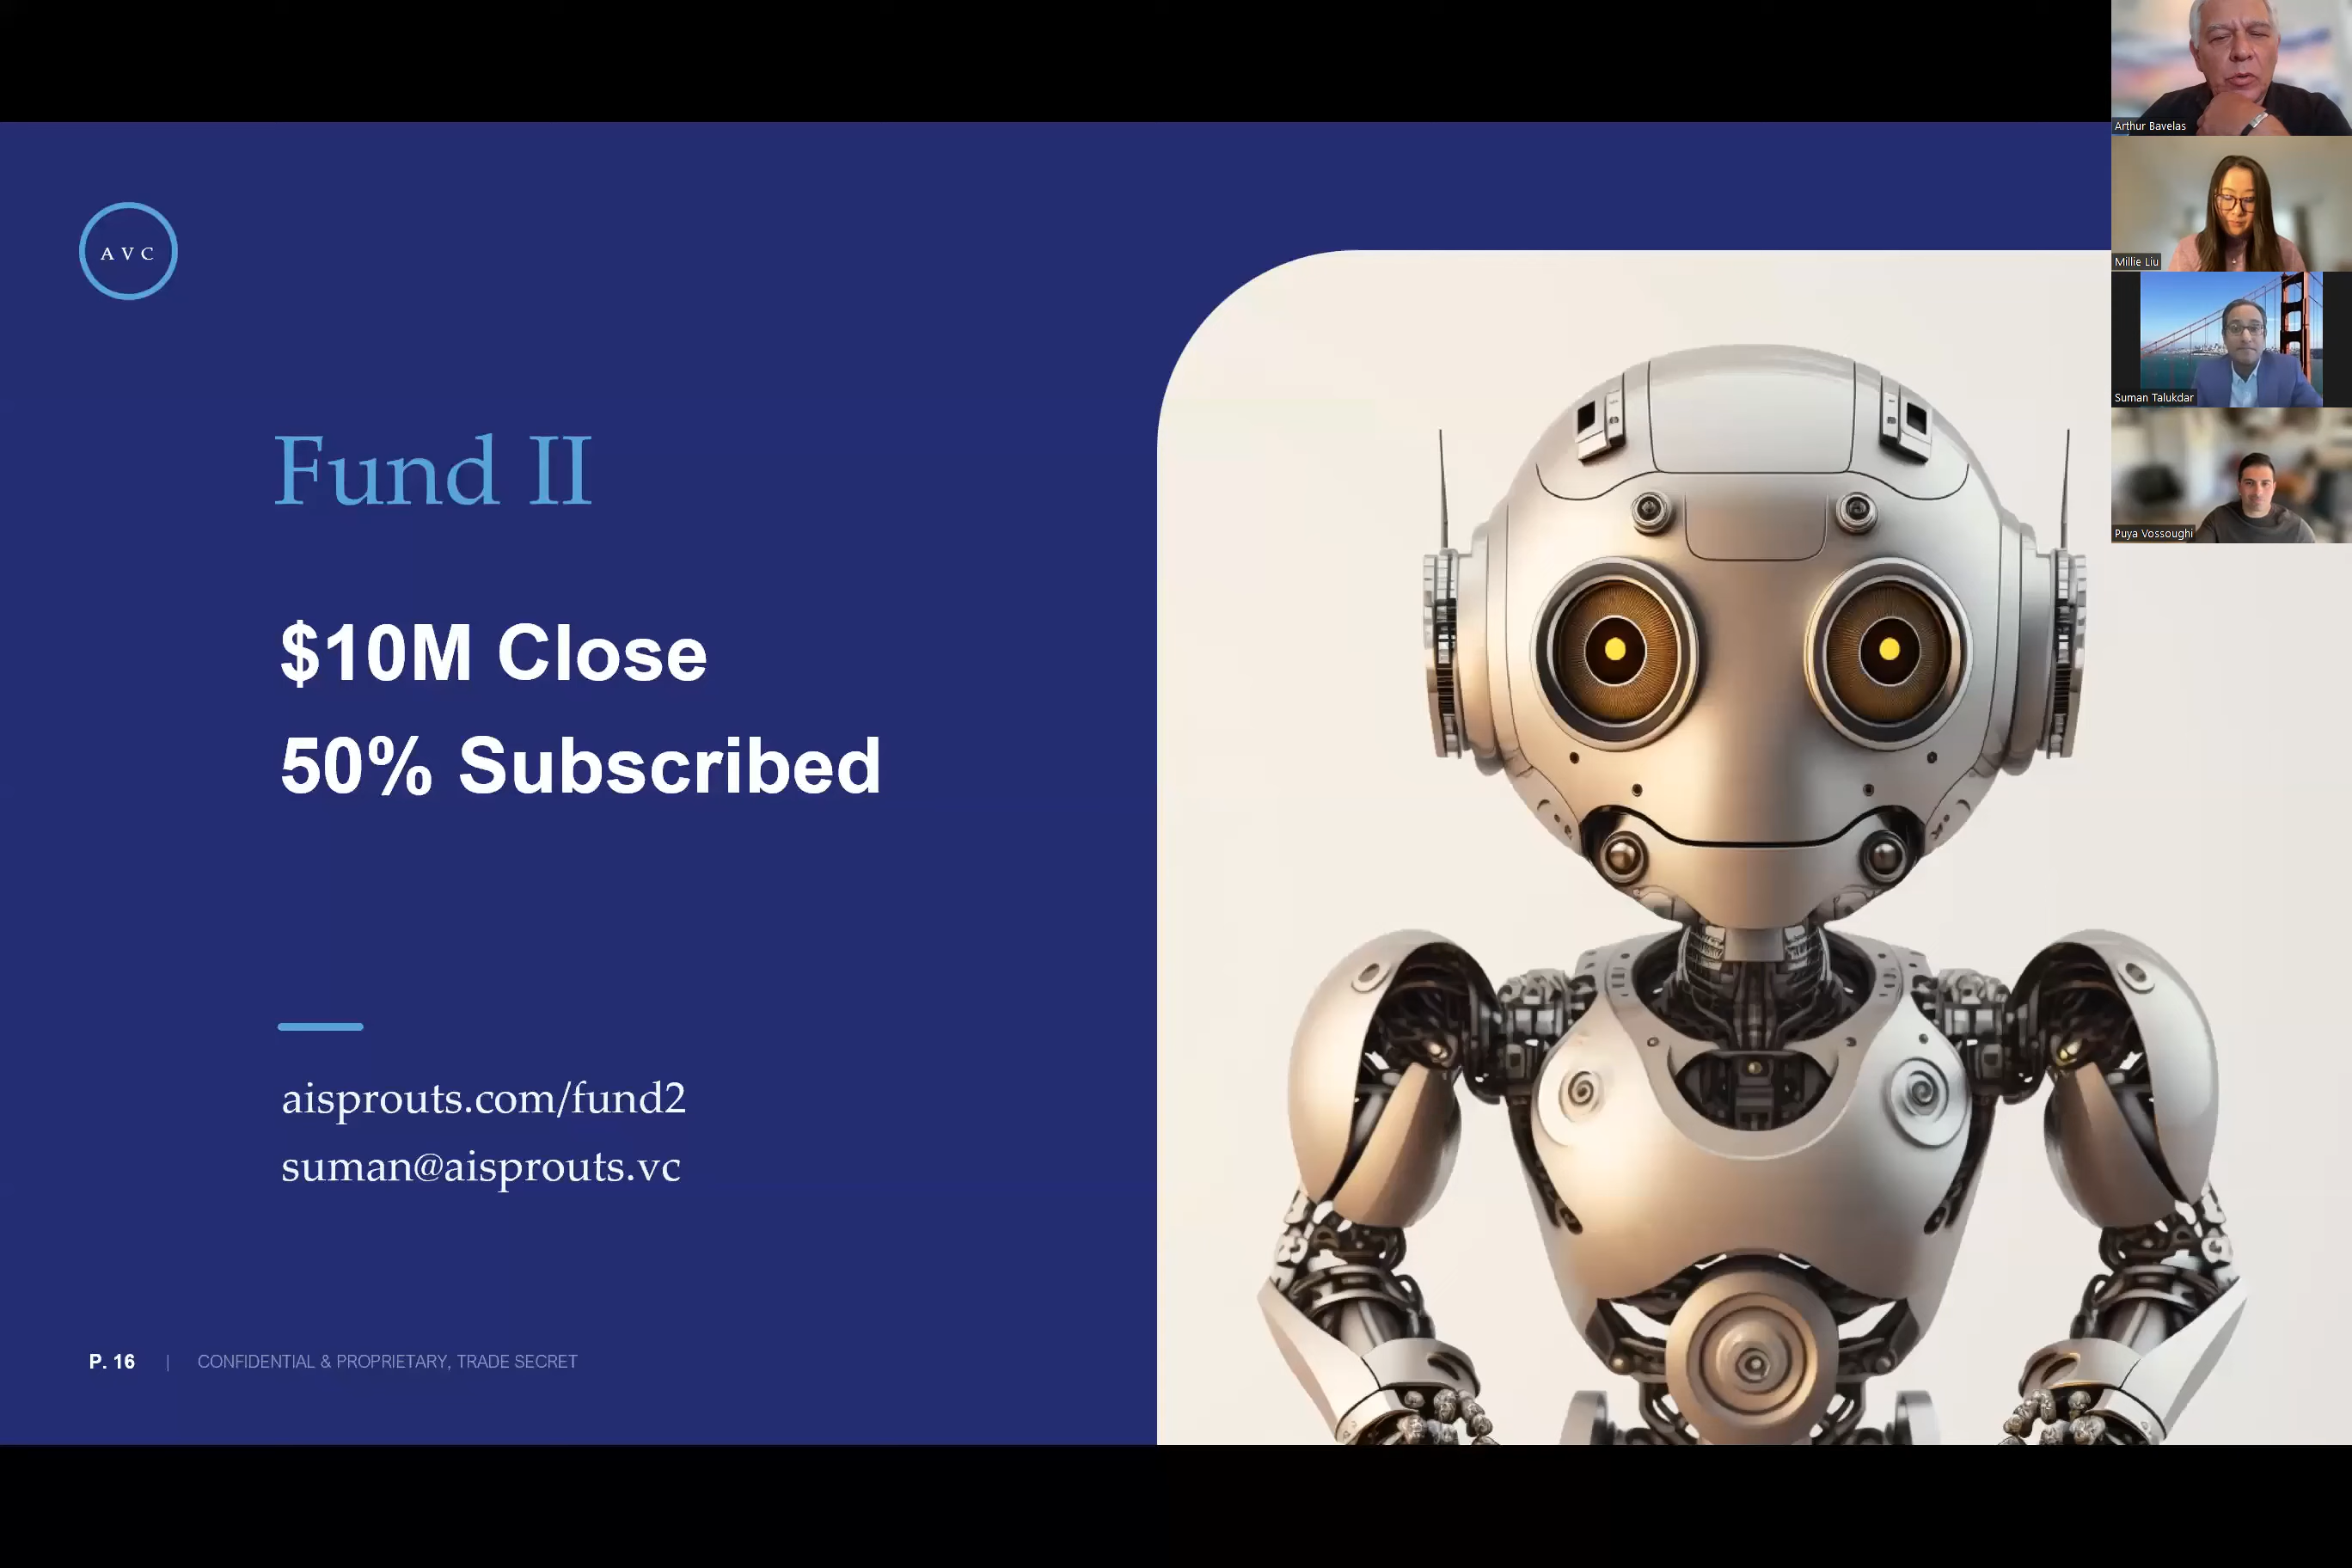 A V C
Fund II
$10M Close
50% Subscribed
aisprouts.com/fund2
suman@aisprouts.vc
P. 16 | CONFIDENTIAL & PROPRIETARY, TRADE SECRET
Arthur Bavelas
Millie Liu
Suman Talukdar
Puya Vossoughi